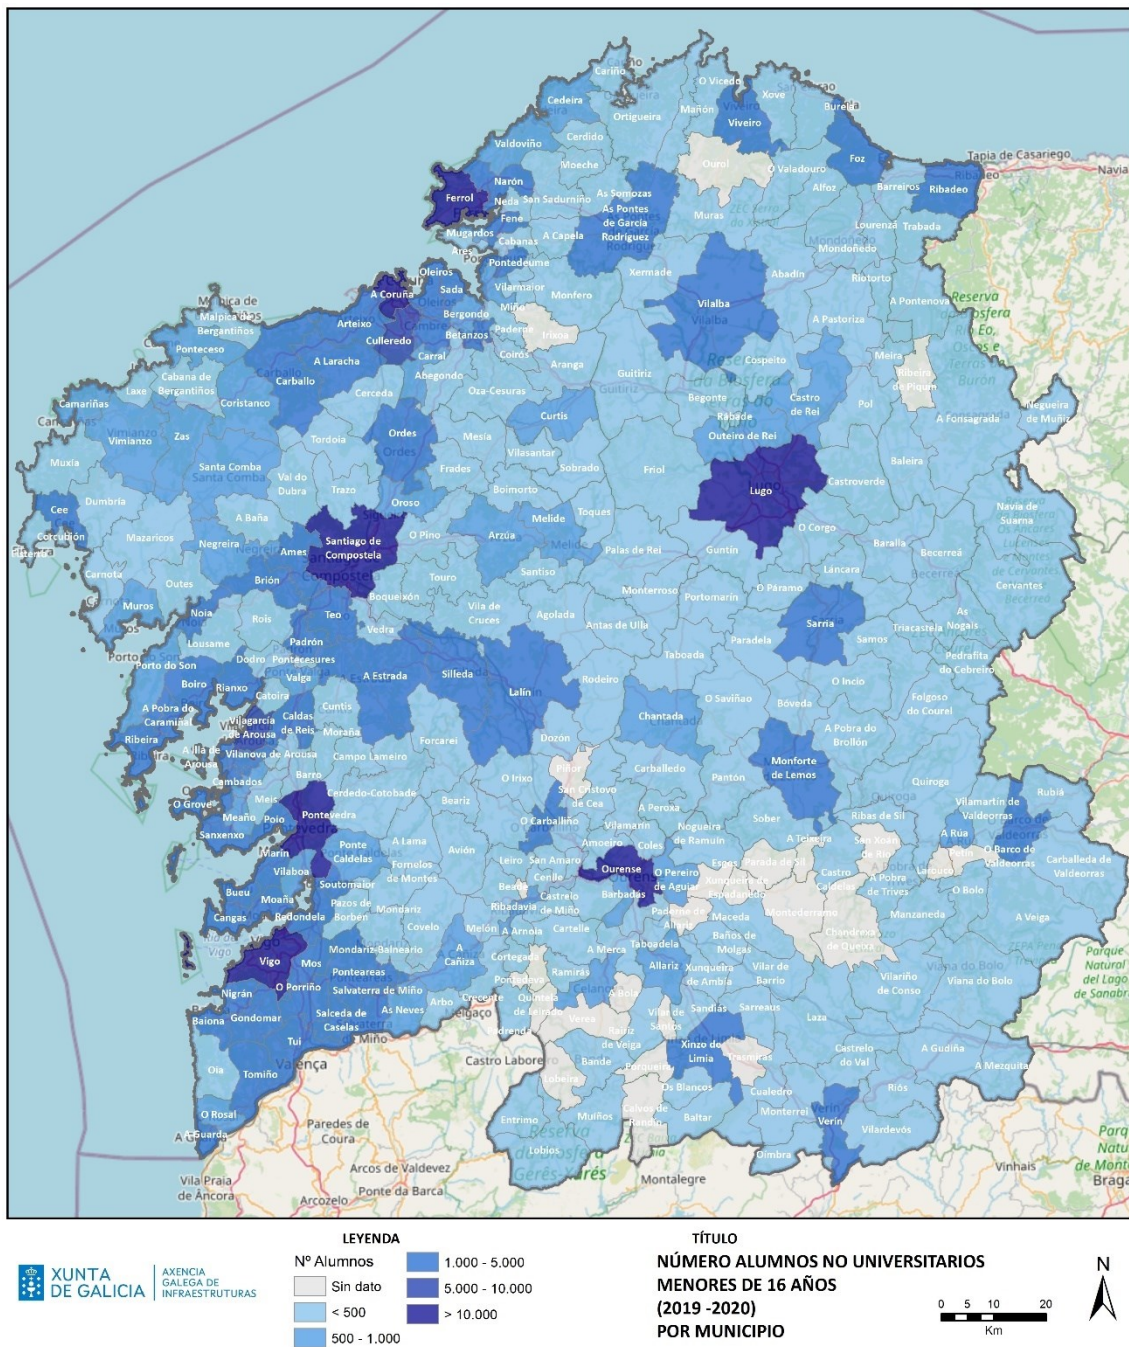 Cariño
O Vicedo
Xove
Cedeira
Ortigueira
Mañón
Viveiro
Burela
Cerdido
Valdoviño
Moeche
Ourol
O Valadouro
Foz
Tapia de Casariego
Navia
Ferrol
Narón
Neda
San Sadurniño
As Somozas
Alfoz
Barreiros
Ribadeo
Fene
As Pontes
de García
Rodríguez
Muras
Mugardos
Ares
Cabanas
A Capela
Lourenzá
Trabada
Mondoñedo
Oleiros
Pontedeume
Xermade
Abadín
Riotorto
Sada
Vilarmaior
Monfero
Vilalba
A Pontenova
A Coruña
Bergondo
Miño
Malpica de
Bergantiños
Arteixo
Culleredo
Betanzos
Paderne
Irixoa
A Pastoriza
Ponteceso
A Laracha
Carral
Coirós
Cospeito
Meira
Ribeira
de Piquín
Cabana de
Bergantiños
Laxe
Carballo
Abegondo
Aranga
Guitiriz
Camariñas
Coristanco
Cerceda
Oza-Cesuras
Begonte
Castro
de Rei
Pol
Negueira
de Muñiz
Vimianzo
Zas
Ordes
Curtis
Rábade
A Fonsagrada
Tordoia
Mesía
Outeiro de Rei
Muxia
Santa Comba
Vilasantar
Baleira
Frades
Sobrado
Friol
Dumbría
Val do
Dubra
Trazo
Boimorto
Lugo
Castroverde
Cee
Oroso
Toques
Navia de
Suarna
Corcubión
A Baña
Melide
O Corgo
Mazaricos
Santiago de
Compostela
O Pino
Arzúa
Palas de Rei
Guntín
Baralla
Becerreá
Negreira
Ames
Santiso
Láncara
Carnota
Outes
Brión
Touro
Monterroso
Portomarín
O Páramo
Cervantes
Muros
Noia
Boqueixón
Rois
Teo
Vila de
Cruces
Agolada
Sarria
As
Nogais
Lousame
Vedra
Antas de Ulla
Triacastela
Padrón
Paradela
Samos
Pedrafita
do Cebreiro
Porto do Son
Dodro
Pontecesures
Taboada
Boiro
Rianxo
Valga
A Estrada
Silleda
Lalín
Rodeiro
O Incio
Catoira
O Saviñao
Bóveda
Folgoso
do Courel
A Pobra do
Caramiñal
Vilagarcía
de Arousa
Caldas
de Reis
Cuntis
Chantada
Ribeira
Moraña
Forcarei
Dozón
A Pobra do
Brollón
A Illa de
Arousa
Vilanova de Arousa
Campo Lameiro
Monforte
de Lemos
Cambados
Barro
Piñor
Carballedo
Pantón
O Irixo
San Cristovo
de Cea
Quiroga
Rubiá
O Grove
Meis
Cerdedo-Cotobade
Beariz
A Peroxa
Vilamartín de
Valdeorras
Meaño
Poio
Pontevedra
O Carballiño
Vilamarín
Sober
Ribas de Sil
Sanxenxo
A Lama
Nogueira
de Ramuín
A Teixeira
A Rúa
O Barco de
Valdeorras
Marín
Ponte
Caldelas
Avión
Amoeiro
Coles
San Xoán
de Río
Petín
Vilaboa
Fornelos
de Montes
Leiro
San Amaro
Ourense
Esgos
Parada de Sil
Larouco
Carballeda de
Valdeorras
Bueu
Soutomaior
Cenlle
O Pereiro
de Aguiar
Xunqueira de
Espadanedo
Castro
Caldelas
A Pobra
de Trives
Beade
Moaña
Pazos de
Borbén
Barbadás
O Bolo
Cangas
Redondela
Mondariz
Ribadavia
Castrelo
de Miño
Montederramo
Manzaneda
A Veiga
Covelo
Melón
Paderne de
Allariz
Maceda
Chandrexa
de Queixa
A Arnoia
Cartelle
Baños de
Molgas
Vigo
Mos
Mondariz-Balneario
A
Cañiza
A Merca
Taboadela
Cortegada
Ponteareas
Allariz
Xunqueira
de Ambía
Vilar de
Barrio
Vilariño
de Conso
Viana do Bolo
O Porriño
Ramirás
Pontedeva
Nigrán
Salvaterra de Miño
Arbo
Crecente
Quintela
de Leirado
A Bola
Baiona
Gondomar
Salceda de
Caselas
As Neves
Melgaço
Verea
Vilar de
Santos
Sandiás
Sarreaus
Padrenda
Rairiz
de Veiga
Laza
Tui
Castro Laboreiro
Xinzo de
Limia
Trasmiras
Castrelo
do Val
A Gudiña
Valença
Bande
Oia
Tomiño
Lobeira
Porqueira
A Mezquita
Os Blancos
Cualedro
Riós
O Rosal
Entrimo
Muíños
Calvos de
Randín
Baltar
Monterrei
Verín
Vilardevós
A Guarda
Paredes de
Coura
Lobios
Oímbra
Arcos de Valdevez
Vinhais
Vila Praia
de Âncora
Montalegre
Arcozelo
Ponte da Barca
XUNTA
DE GALICIA
AXENCIA
GALEGA DE
INFRAESTRUTURAS
LEYENDA
Nº Alumnos
Sin dato
< 500
500 - 1.000
1.000 - 5.000
5.000 - 10.000
> 10.000
TÍTULO
NÚMERO ALUMNOS NO UNIVERSITARIOS
MENORES DE 16 AÑOS
(2019 -2020)
POR MUNICIPIO
0 5 10 20
Km
N